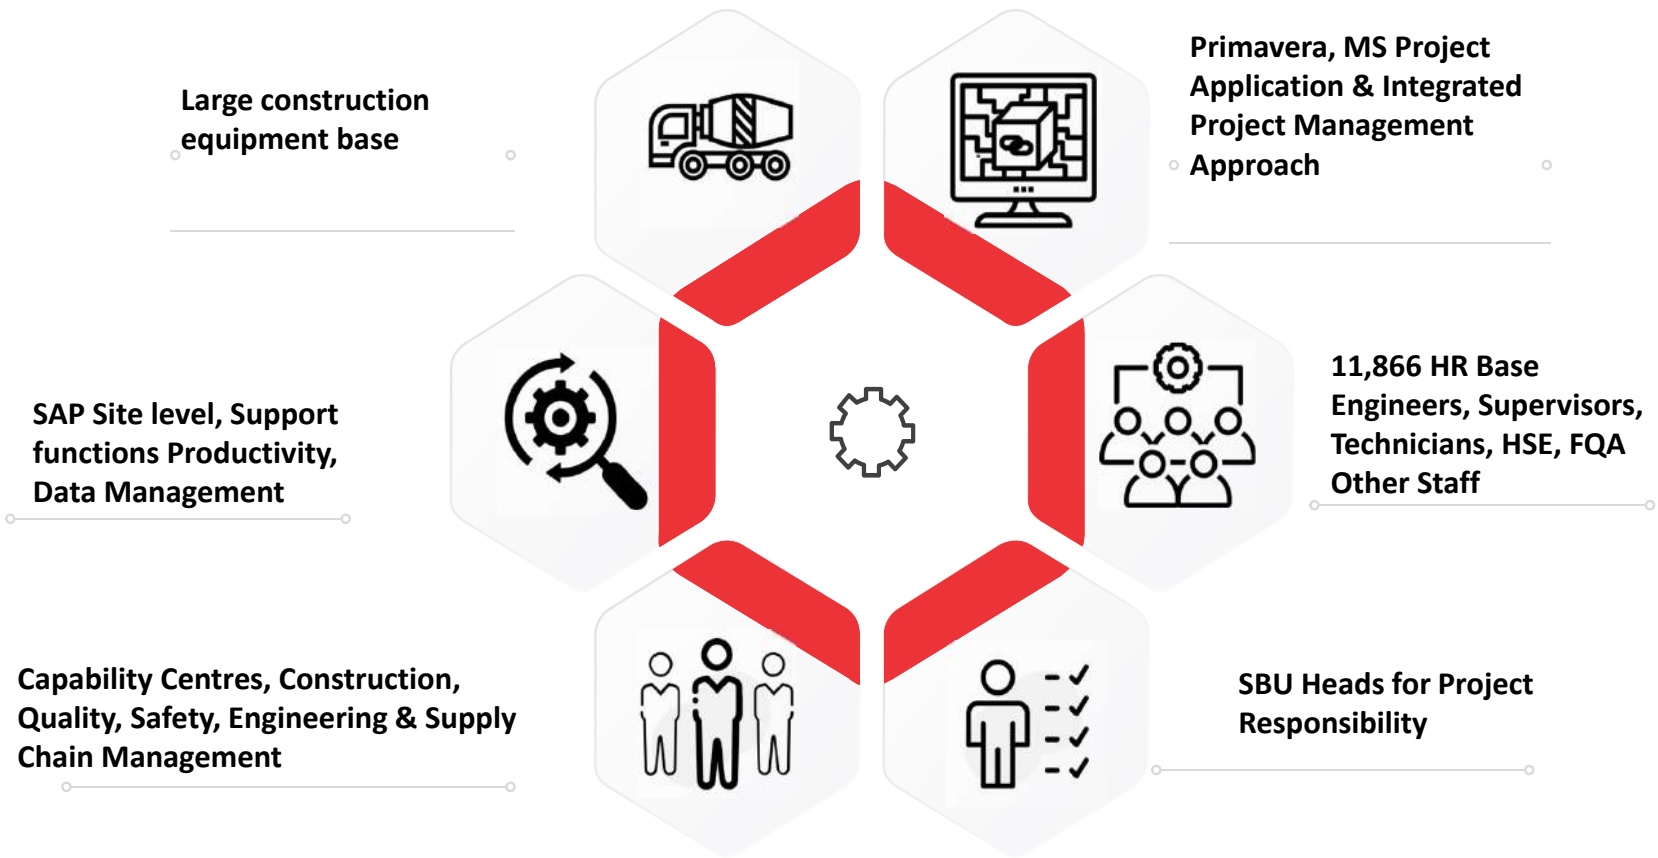 Large construction
equipment base
Primavera, MS Project
Application & Integrated
Project Management
Approach
SAP Site level, Support
functions Productivity,
Data Management
11,866 HR Base
Engineers, Supervisors,
Technicians, HSE, FQA
Other Staff
Capability Centres, Construction,
Quality, Safety, Engineering & Supply
Chain Management
SBU Heads for Project
Responsibility